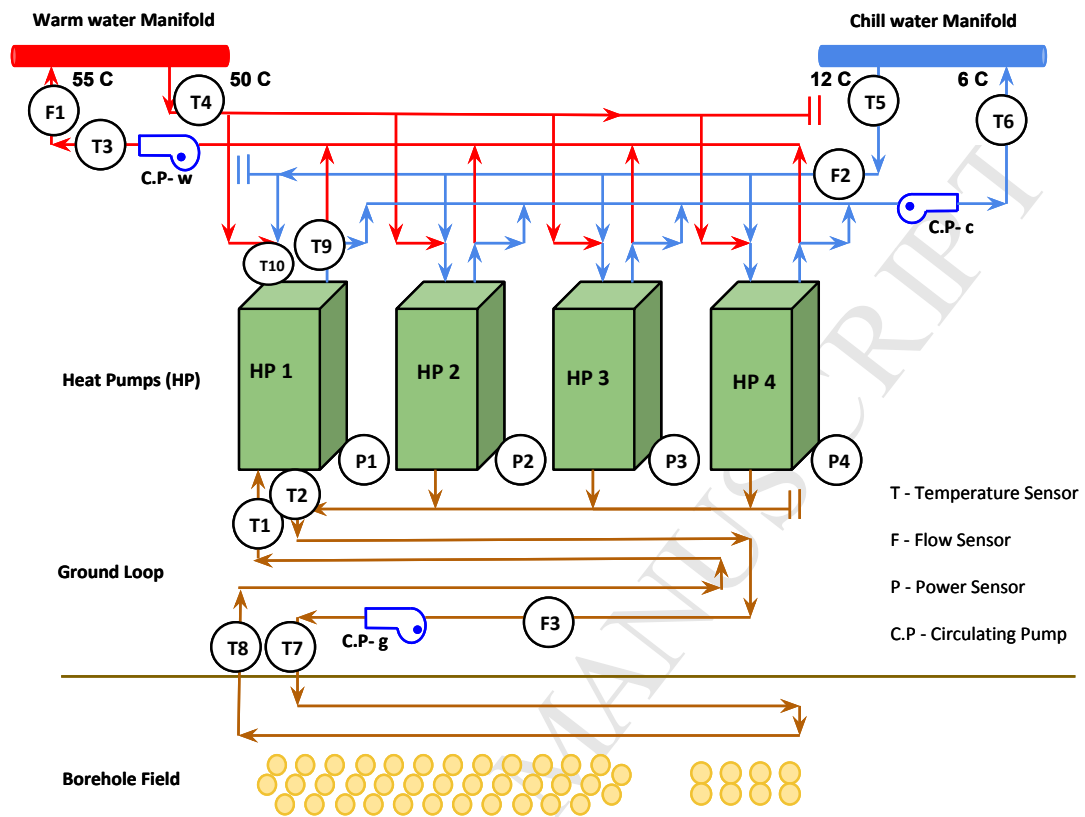 Warm water Manifold
Chill water Manifold
55 C
50 C
12 C
6 C
F1
T4
T5
T6
T3
C.P- w
F2
C.P- c
T9
T10
HP 1
HP 2
HP 3
HP 4
Heat Pumps (HP)
P1
P2
P3
P4
T2
T1
T - Temperature Sensor
F - Flow Sensor
Ground Loop
P - Power Sensor
C.P- g
F3
C.P - Circulating Pump
T8
T7
Borehole Field
MANUSCRIPT